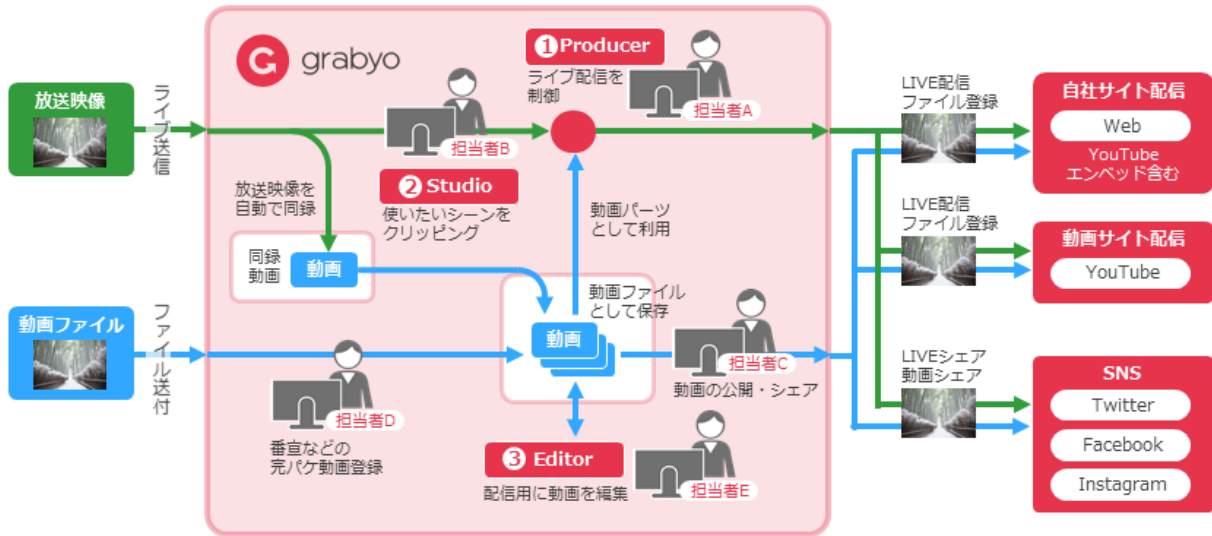 grabyo
放送映像
ライブ送信
放送映像を
自動で同録
同録
動画
動画
動画ファイル
ファイル送付
❶Producer
ライブ配信を
制御
担当者A
担当者B
❷Studio
使いたいシーンを
クリッピング
動画パーツ
として利用
動画ファイル
として保存
動画
担当者C
動画の公開・シェア
担当者D
番宣などの
完パケ動画登録
❸Editor
配信用に動画を編集
担当者E
LIVE配信
ファイル登録
自社サイト配信
Web
YouTube
エンベッド含む
LIVE配信
ファイル登録
動画サイト配信
YouTube
LIVEシェア
動画シェア
SNS
Twitter
Facebook
Instagram